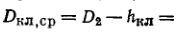 Dкл,ср = D2 − hкл =